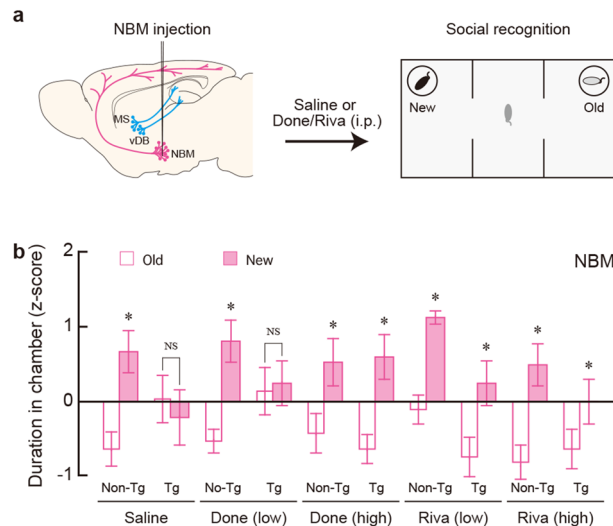 a
NBM injection
Social recognition
MS
vDB
NBM
Saline or
Done/Riva (i.p.)
New
Old
b
Duration in chamber (z-score)
2
1
0
-1
Old
New
NBM
*
NS
*
NS
*
*
*
*
*
*
Non-Tg Tg No-Tg Tg Non-Tg Tg Non-Tg Tg Non-Tg Tg
Saline Done (low) Done (high) Riva (low) Riva (high)